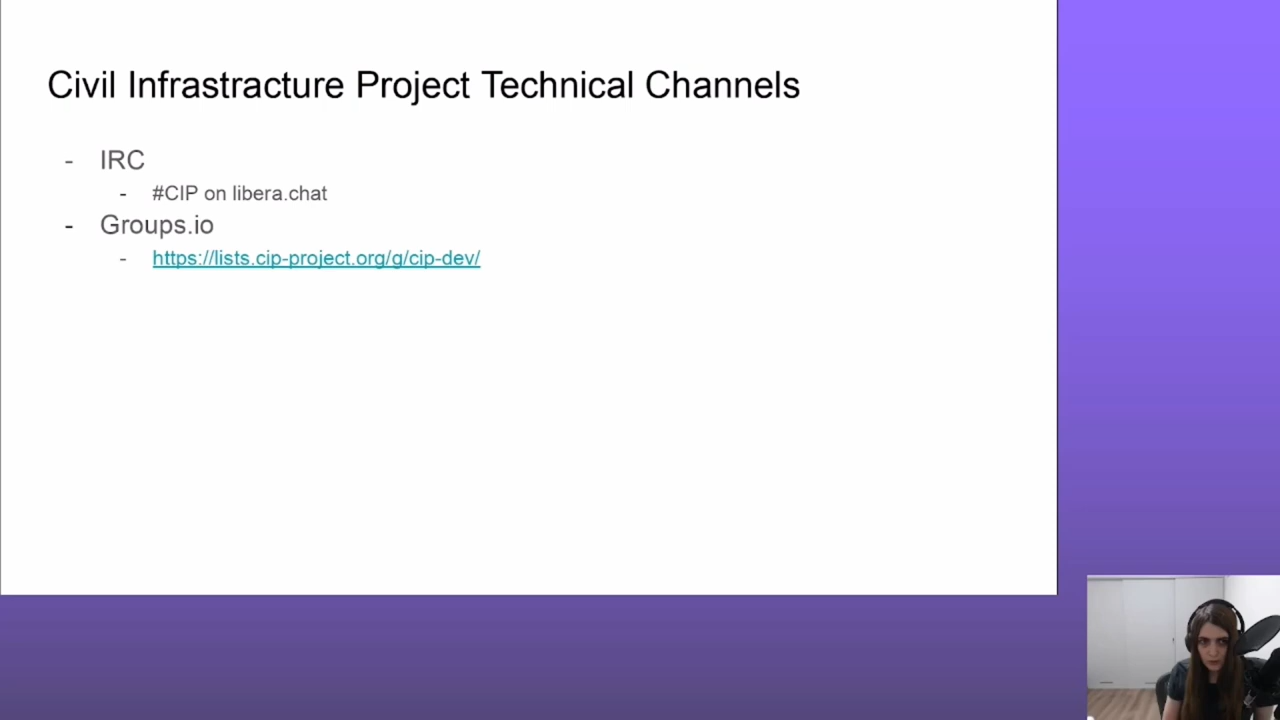 Civil Infrastracture Project Technical Channels
- IRC
- #CIP on libera.chat
- Groups.io
- https://lists.cip-project.org/g/cip-dev/